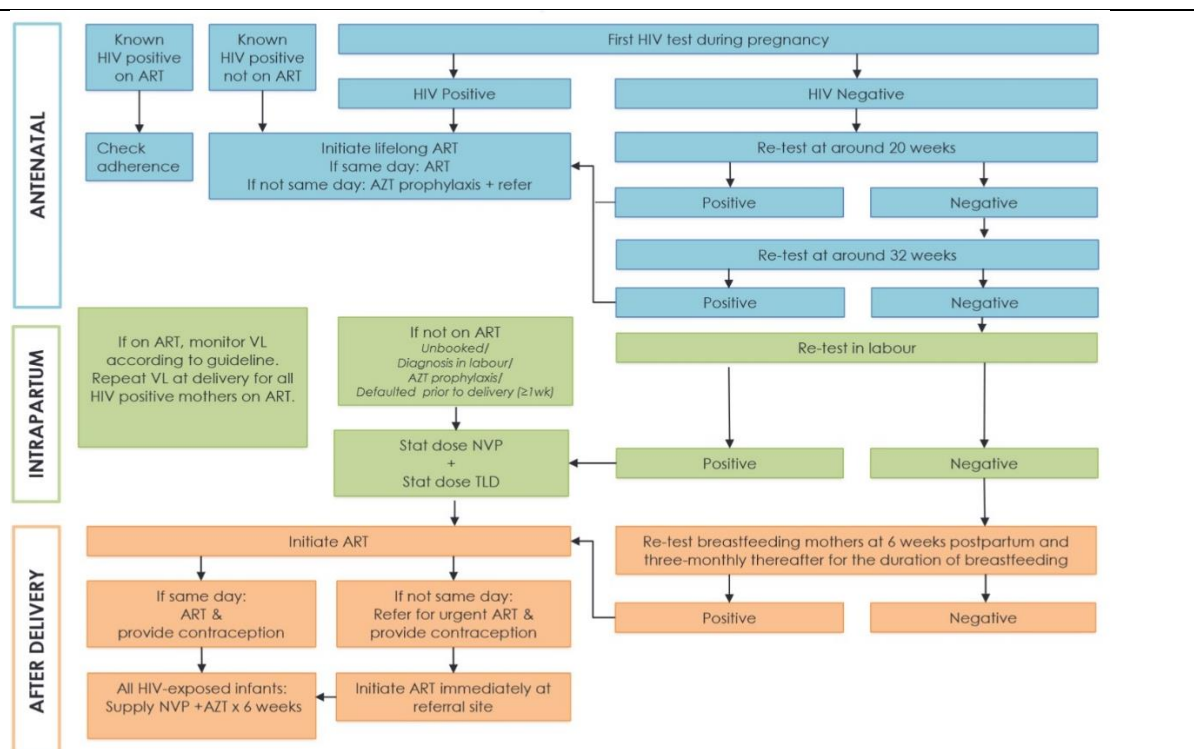 ANTENATAL
Known
HIV positive
on ART
Known
HIV positive
not on ART
First HIV test during pregnancy
HIV Positive
HIV Negative
Check
adherence
Initiate lifelong ART
If same day: ART
If not same day: AZT prophylaxis + refer
Re-test at around 20 weeks
Positive
Negative
Re-test at around 32 weeks
Positive
Negative
INTRAPARTUM
If on ART, monitor VL
according to guideline.
Repeat VL at delivery for all
HIV positive mothers on ART.
If not on ART
Unbooked/
Diagnosis in labour/
AZT prophylaxis/
Defaulted prior to delivery (≥1wk)
Re-test in labour
Stat dose NVP
+
Stat dose TLD
Positive
Negative
AFTER DELIVERY
Initiate ART
Re-test breastfeeding mothers at 6 weeks postpartum and
three-monthly thereafter for the duration of breastfeeding
If same day:
ART &
provide contraception
If not same day:
Refer for urgent ART &
provide contraception
Positive
Negative
All HIV-exposed infants:
Supply NVP +AZT x 6 weeks
Initiate ART immediately at
referral site